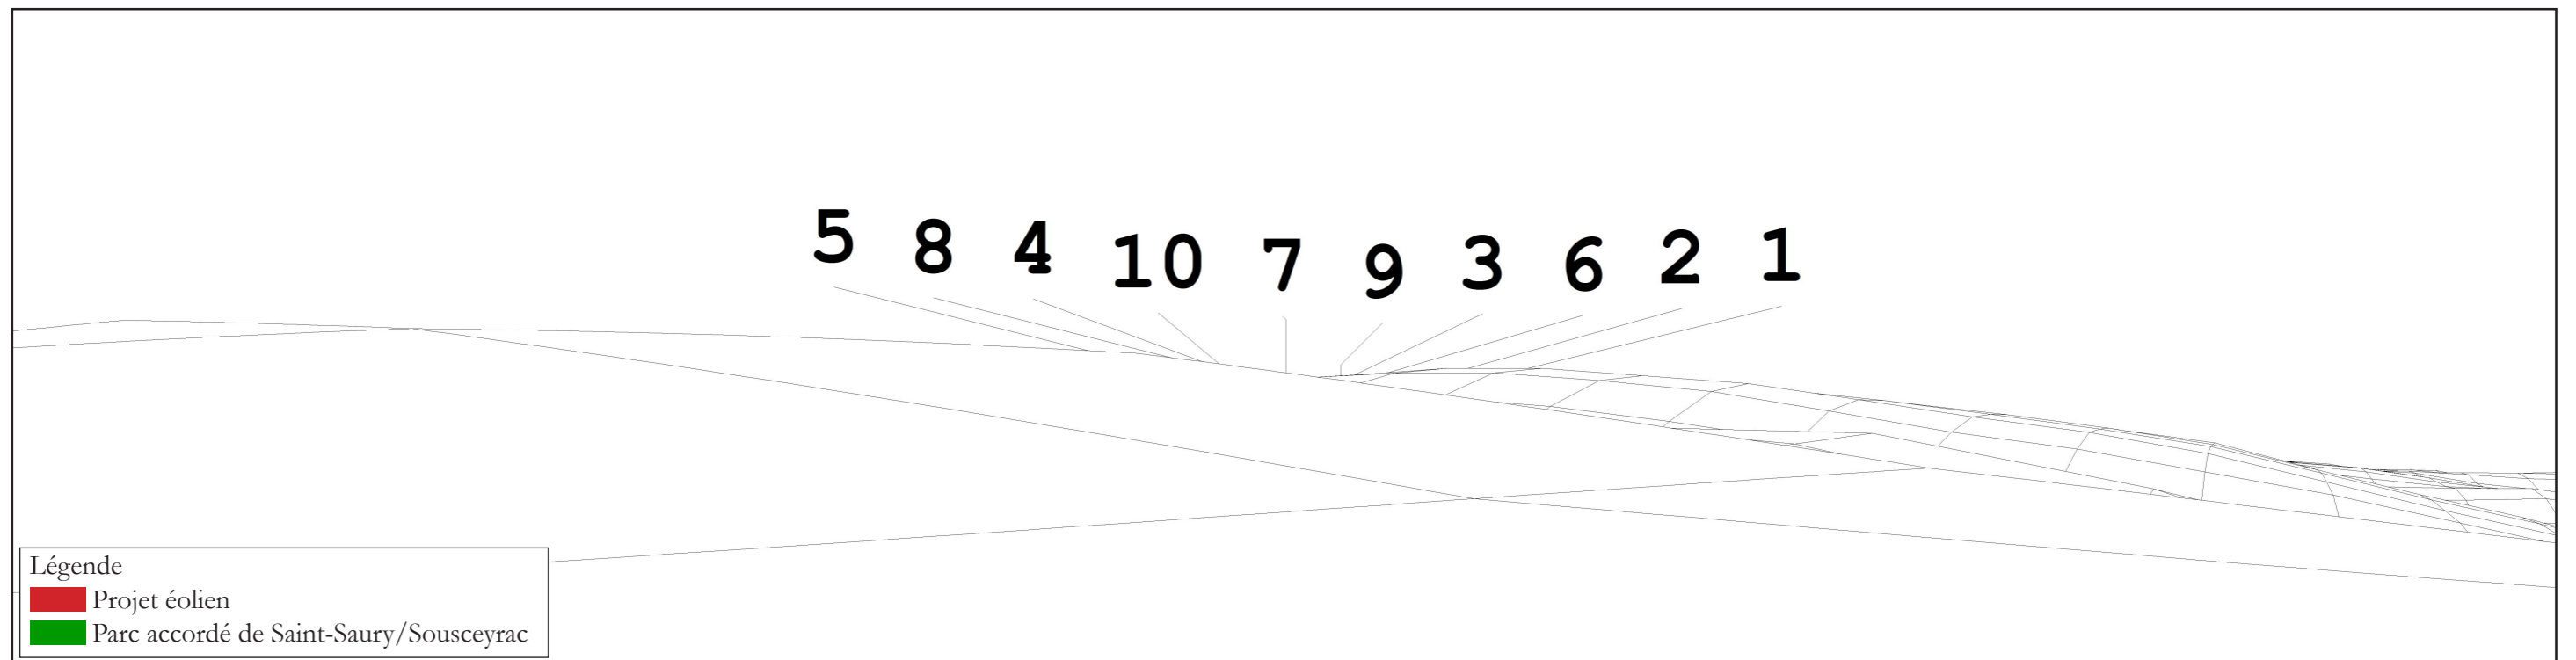 5 8 4 10 7 9 3 6 2 1
Légende
Projet éolien
Parc accordé de Saint-Saury/Sousceyrac